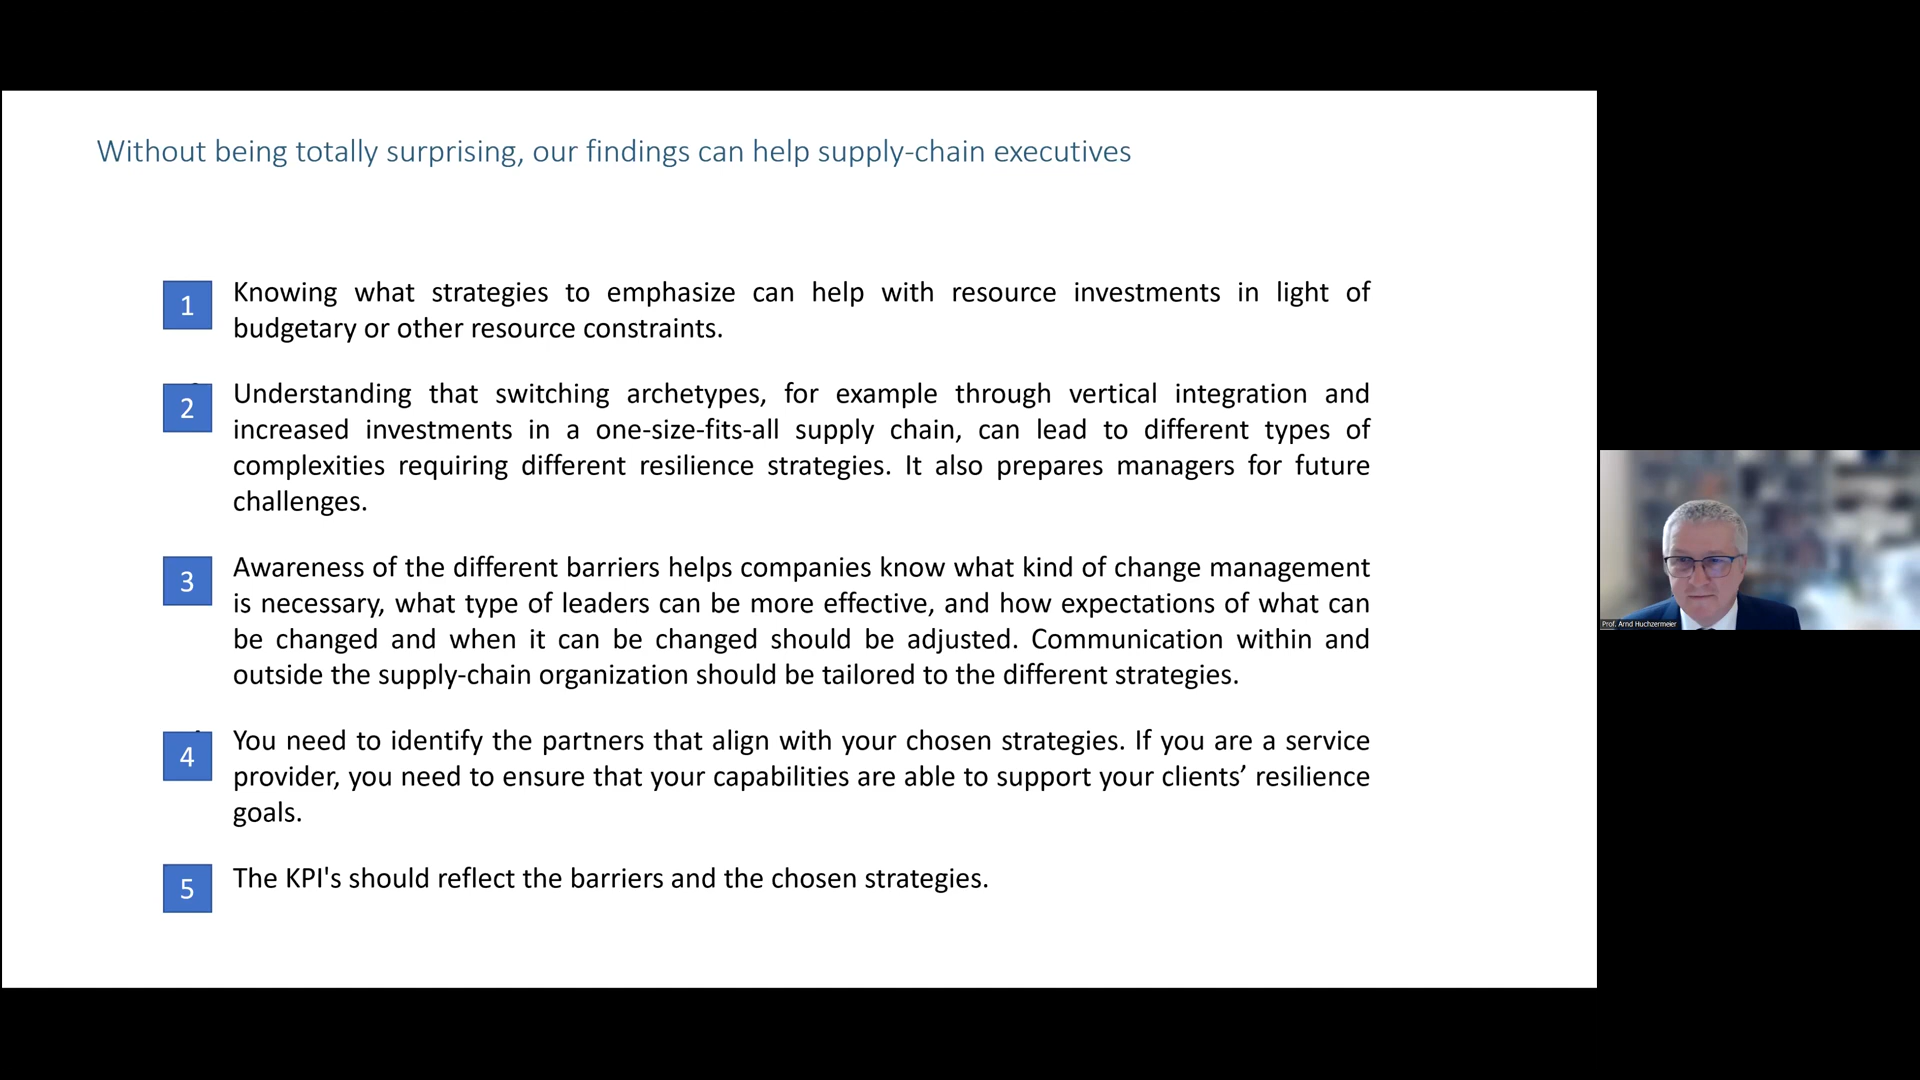 Without being totally surprising, our findings can help supply-chain executives
1
Knowing what strategies to emphasize can help with resource investments in light of
budgetary or other resource constraints.
2
Understanding that switching archetypes, for example through vertical integration and
increased investments in a one-size-fits-all supply chain, can lead to different types of
complexities requiring different resilience strategies. It also prepares managers for future
challenges.
3
Awareness of the different barriers helps companies know what kind of change management
is necessary, what type of leaders can be more effective, and how expectations of what can
be changed and when it can be changed should be adjusted. Communication within and
outside the supply-chain organization should be tailored to the different strategies.
4
You need to identify the partners that align with your chosen strategies. If you are a service
provider, you need to ensure that your capabilities are able to support your clients’ resilience
goals.
5
The KPI's should reflect the barriers and the chosen strategies.
Prof. Arnd Huchzermeier